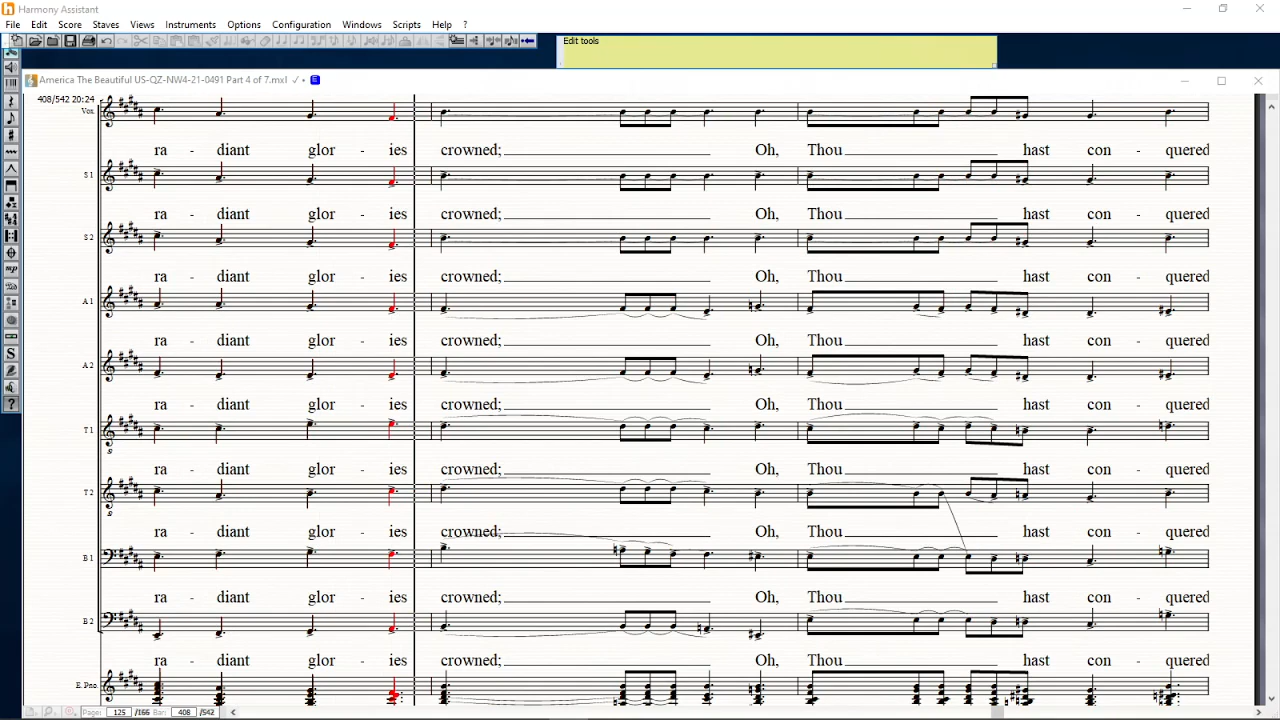 Harmony Assistant
File Edit Score Staves Views Instruments Options Configuration Windows Scripts Help ?
Edit tools
America The Beautiful US-QZ-NW4-21-0491 Part 4 of 7.mxl
408/542 20:24
Vox.
ra - diant glor - ies crowned; Oh, Thou hast con - quered
S 1
ra - diant glor - ies crowned; Oh, Thou hast con - quered
S 2
ra - diant glor - ies crowned; Oh, Thou hast con - quered
A 1
ra - diant glor - ies crowned; Oh, Thou hast con - quered
A 2
ra - diant glor - ies crowned; Oh, Thou hast con - quered
T 1
8
ra - diant glor - ies crowned; Oh, Thou hast con - quered
T 2
8
ra - diant glor - ies crowned; Oh, Thou hast con - quered
B 1
ra - diant glor - ies crowned; Oh, Thou hast con - quered
B 2
ra - diant glor - ies crowned; Oh, Thou hast con - quered
E. Pno.
Page: 125 /166 Bar: 408 /542